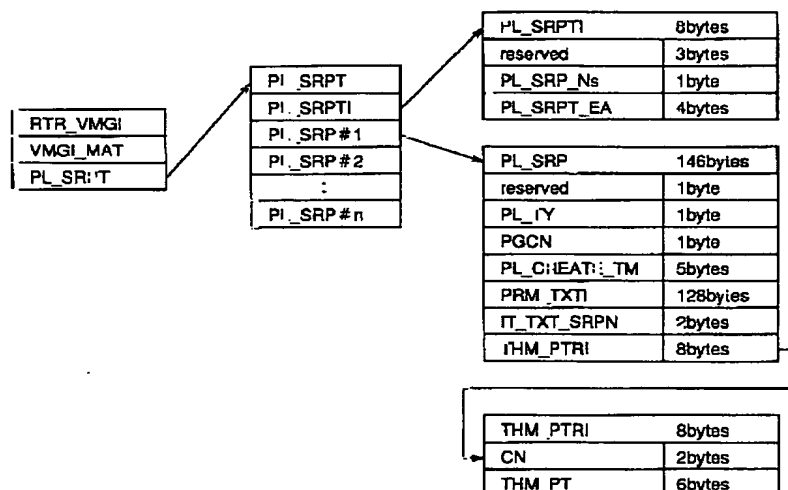 RTR_VMGI
VMGI_MAT
PL_SRPT
PL_SRPT
PL_SRPTI
PL_SRP#1
PL_SRP#2
:
PL_SRP#n
PL_SRPTI 8bytes
reserved 3bytes
PL_SRP_Ns 1byte
PL_SRPT_EA 4bytes
PL_SRP 146bytes
reserved 1byte
PL_TY 1byte
PGCN 1byte
PL_CREATE_TM 5bytes
PRM_TXTI 128bytes
IT_TXT_SRPN 2bytes
THM_PTRI 8bytes
THM_PTRI 8bytes
CN 2bytes
THM_PT 6bytes